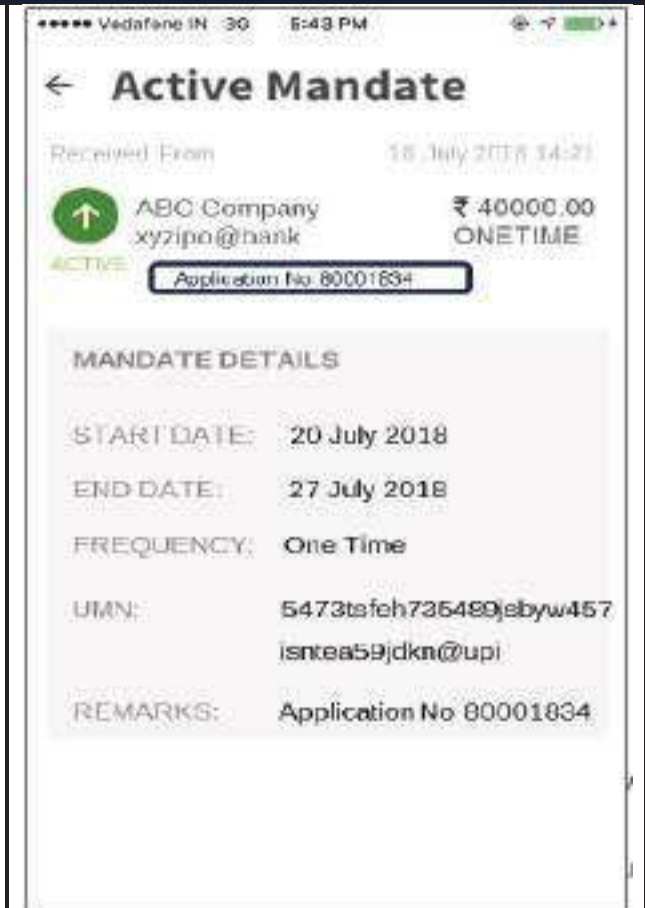 Vedafone IN 3G 5:43 PM
← Active Mandate
Received From 18 July 2018 14:21
ABC Company ₹ 40000.00
xyzipo@bank ONETIME
ACTIVE
Application No 80001834
MANDATE DETAILS
START DATE: 20 July 2018
END DATE: 27 July 2018
FREQUENCY: One Time
UMN:
isntea59jdkn@upi
REMARKS: Application No 80001834